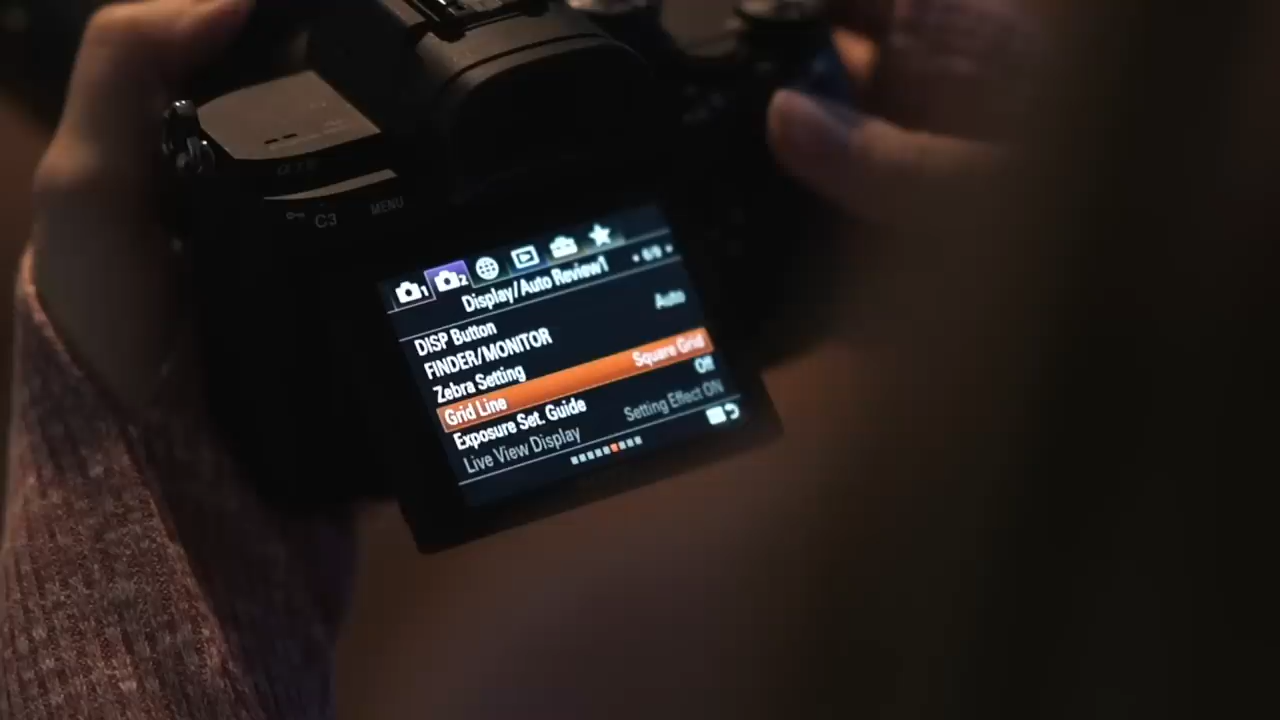 C3 MENU
1 2
Display/Auto Review1 6/9
DISP Button
FINDER/MONITOR Auto
Zebra Setting
Grid Line Square Grid
Exposure Set. Guide Off
Live View Display Setting Effect ON